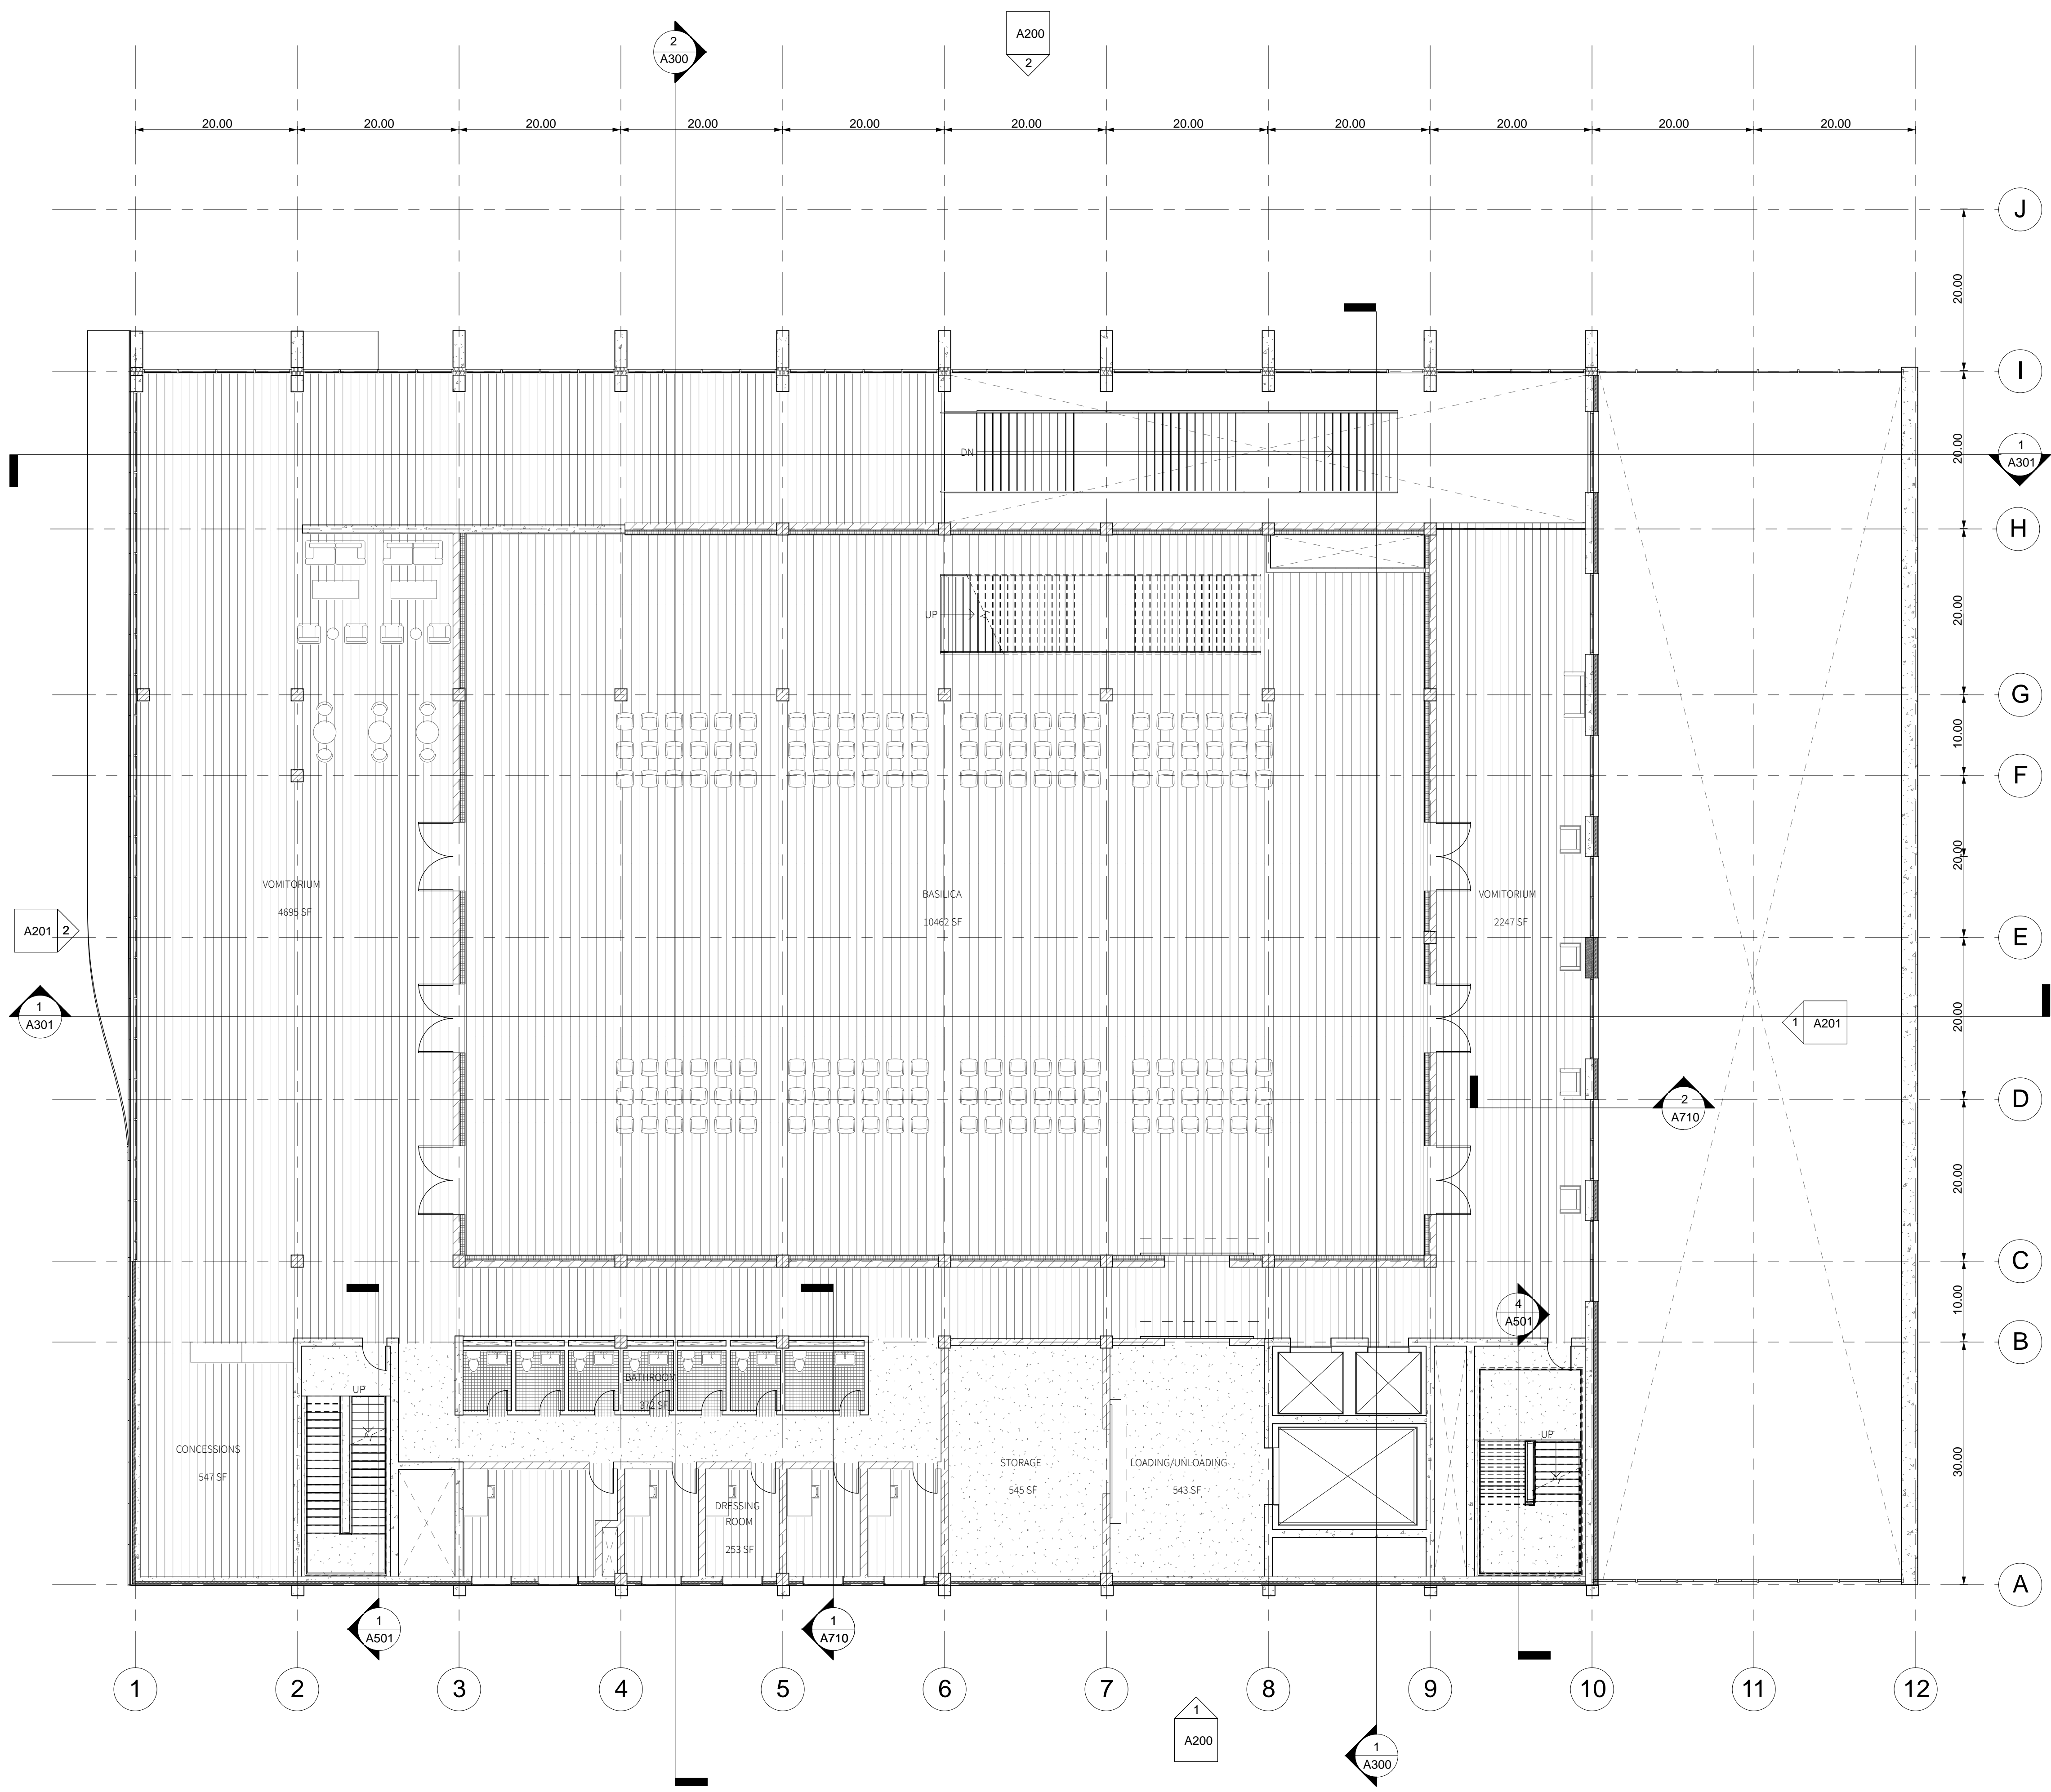 2
A300
A200
2
20.00
20.00
20.00
20.00
20.00
20.00
20.00
20.00
20.00
20.00
20.00
J
20.00
I
DN
20.00
1
A301
H
UP
20.00
G
10.00
F
20.00
VOMITORIUM
4695 SF
BASILICA
10462 SF
VOMITORIUM
2247 SF
A201
2
E
1
A301
20.00
1
A201
D
2
A710
20.00
C
10.00
4
A501
B
UP
BATHROOM
372 SF
CONCESSIONS
547 SF
DRESSING
ROOM
253 SF
STORAGE
545 SF
LOADING/UNLOADING
543 SF
UP
30.00
A
1
A501
1
A710
1
2
3
4
5
6
7
8
9
10
11
12
1
A200
1
A300